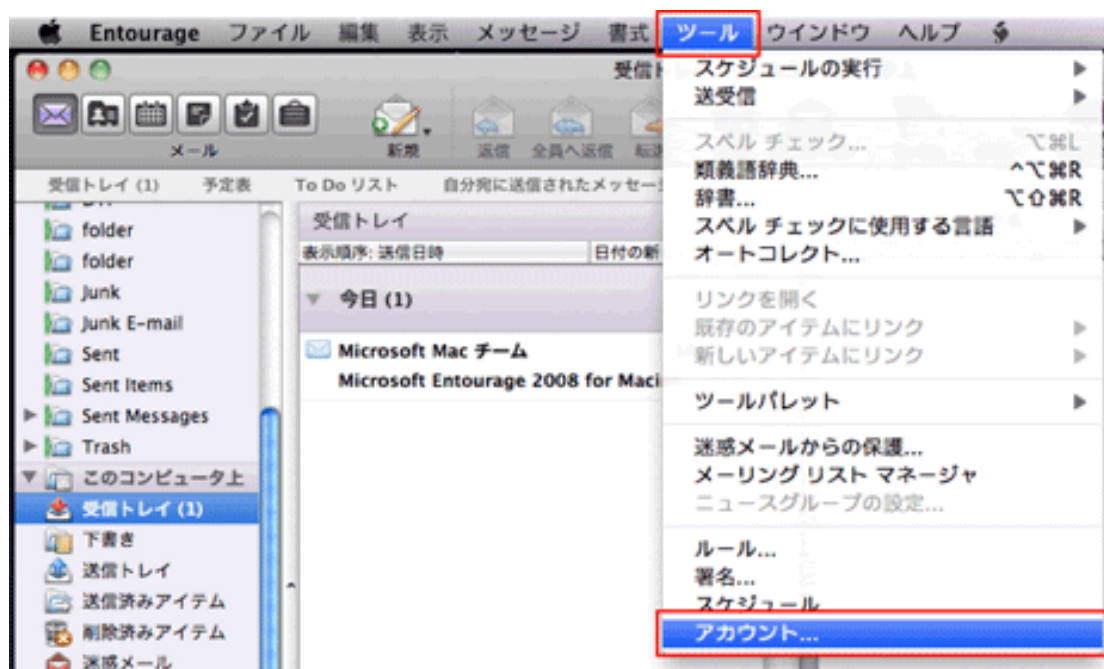 Entourage ファイル 編集 表示 メッセージ 書式 ツール ウインドウ ヘルプ
受信ト
メール
新規 返信 全員へ返信 転送
受信トレイ (1) 予定表 To Do リスト 自分宛に送信されたメッセー
folder
folder
Junk
Junk E-mail
Sent
Sent Items
Sent Messages
Trash
このコンピュータ上
受信トレイ (1)
下書き
送信トレイ
送信済みアイテム
削除済みアイテム
迷惑メール
受信トレイ
表示順序: 送信日時 日付の新
今日 (1)
Microsoft Mac チーム
Microsoft Entourage 2008 for Maci
スケジュールの実行
送受信
スペル チェック... ⌥⌘L
類義語辞典... ^⌥⌘R
辞書... ⌥⇧⌘R
スペル チェックに使用する言語
オートコレクト...
リンクを開く
既存のアイテムにリンク
新しいアイテムにリンク
ツールパレット
迷惑メールからの保護...
メーリング リスト マネージャ
ニュースグループの設定...
ルール...
署名...
スケジュール
アカウント...